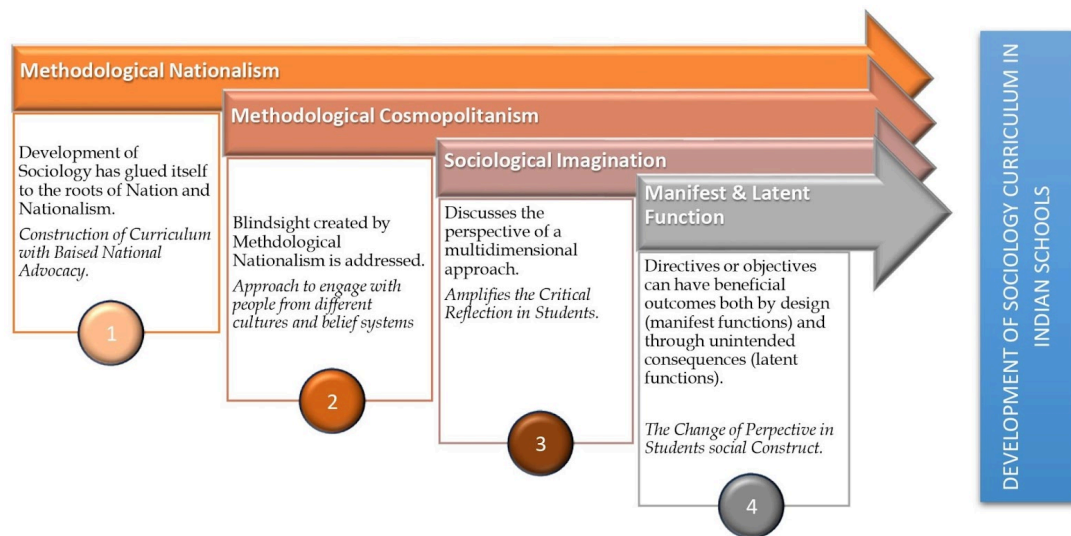 Methodological Nationalism
Development of
Sociology has glued itself
to the roots of Nation and
Nationalism.
Construction of Curriculum
with Baised National
Advocacy.
1
Methodological Cosmopolitanism
Blindsight created by
Methdological
Nationalism is addressed.
Approach to engage with
people from different
cultures and belief systems
2
Sociological Imagination
Discusses the
perspective of a
multidimensional
approach.
Amplifies the Critical
Reflection in Students.
3
Manifest & Latent
Function
Directives or objectives
can have beneficial
outcomes both by design
(manifest functions) and
through unintended
consequences (latent
functions).
The Change of Perpective in
Students social Construct.
4
DEVELOPMENT OF SOCIOLOGY CURRICULUM IN
INDIAN SCHOOLS